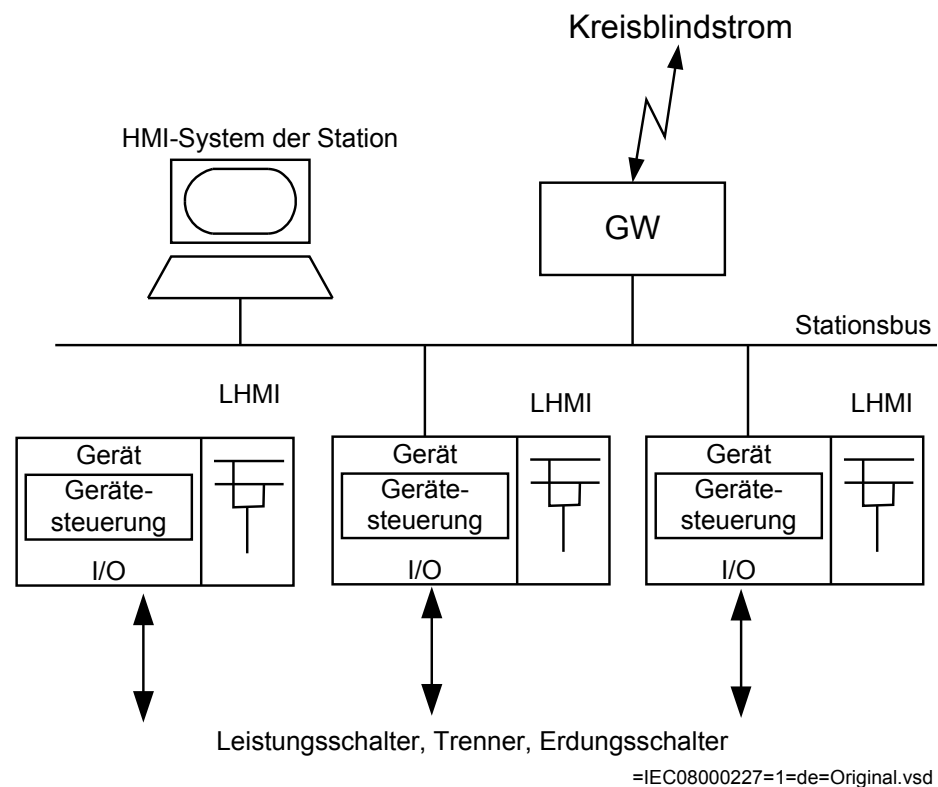 Kreisblindstrom
HMI-System der Station
GW
Stationsbus
LHMI
LHMI
LHMI
Gerät
Geräte-
steuerung
I/O
Gerät
Geräte-
steuerung
I/O
Gerät
Geräte-
steuerung
I/O
Leistungsschalter, Trenner, Erdungsschalter
=IEC08000227=1=de=Original.vsd